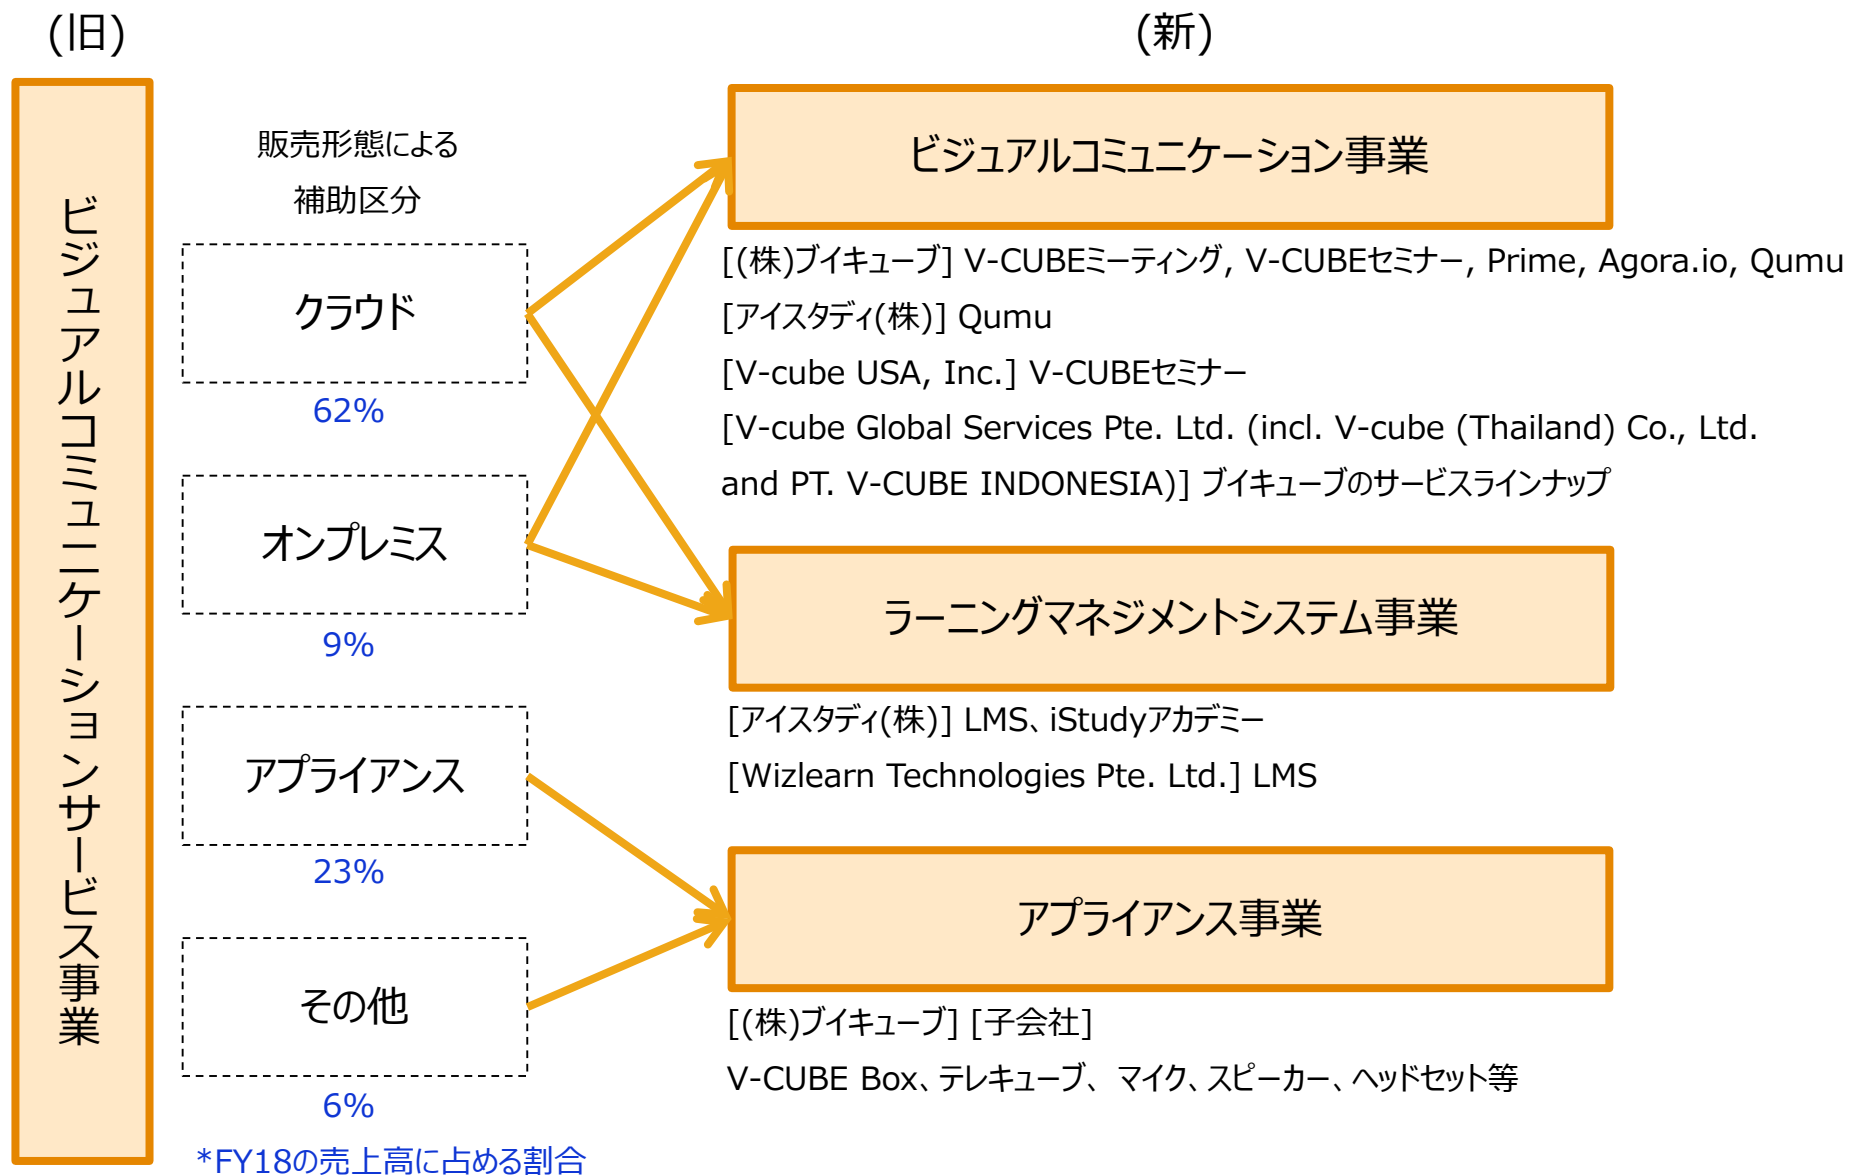 (旧)
ビジュアルコミュニケーションサービス事業
販売形態による
補助区分
クラウド
62%
オンプレミス
9%
アプライアンス
23%
その他
6%
*FY18の売上高に占める割合
(新)
ビジュアルコミュニケーション事業
[(株)ブイキューブ] V-CUBEミーティング, V-CUBEセミナー, Prime, Agora.io, Qumu
[アイスタディ(株)] Qumu
[V-cube USA, Inc.] V-CUBEセミナー
[V-cube Global Services Pte. Ltd. (incl. V-cube (Thailand) Co., Ltd.
and PT. V-CUBE INDONESIA)] ブイキューブのサービスラインナップ
ラーニングマネジメントシステム事業
[アイスタディ(株)] LMS、iStudyアカデミー
[Wizlearn Technologies Pte. Ltd.] LMS
アプライアンス事業
[(株)ブイキューブ] [子会社]
V-CUBE Box、テレキューブ、マイク、スピーカー、ヘッドセット等